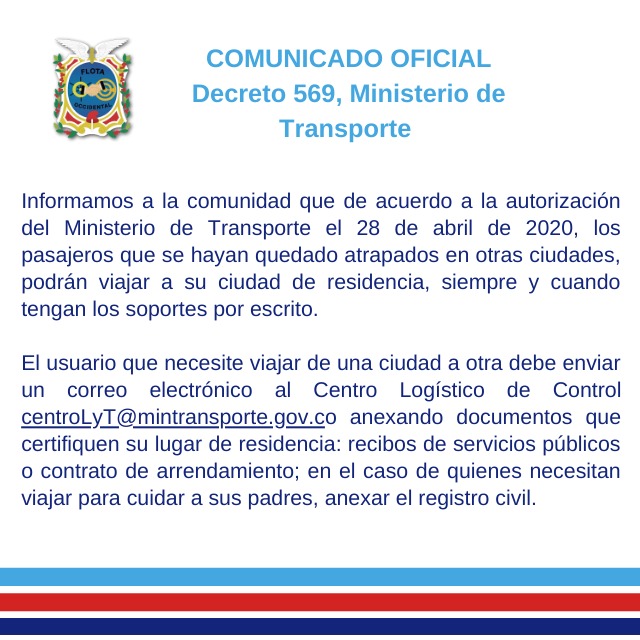 FLOTA
OCCIDENTAL
COMUNICADO OFICIAL
Decreto 569, Ministerio de
Transporte
Informamos a la comunidad que de acuerdo a la autorización
del Ministerio de Transporte el 28 de abril de 2020, los
pasajeros que se hayan quedado atrapados en otras ciudades,
podrán viajar a su ciudad de residencia, siempre y cuando
tengan los soportes por escrito.
El usuario que necesite viajar de una ciudad a otra debe enviar
un correo electrónico al Centro Logístico de Control
centroLyT@mintransporte.gov.co anexando documentos que
certifiquen su lugar de residencia: recibos de servicios públicos
o contrato de arrendamiento; en el caso de quienes necesitan
viajar para cuidar a sus padres, anexar el registro civil.